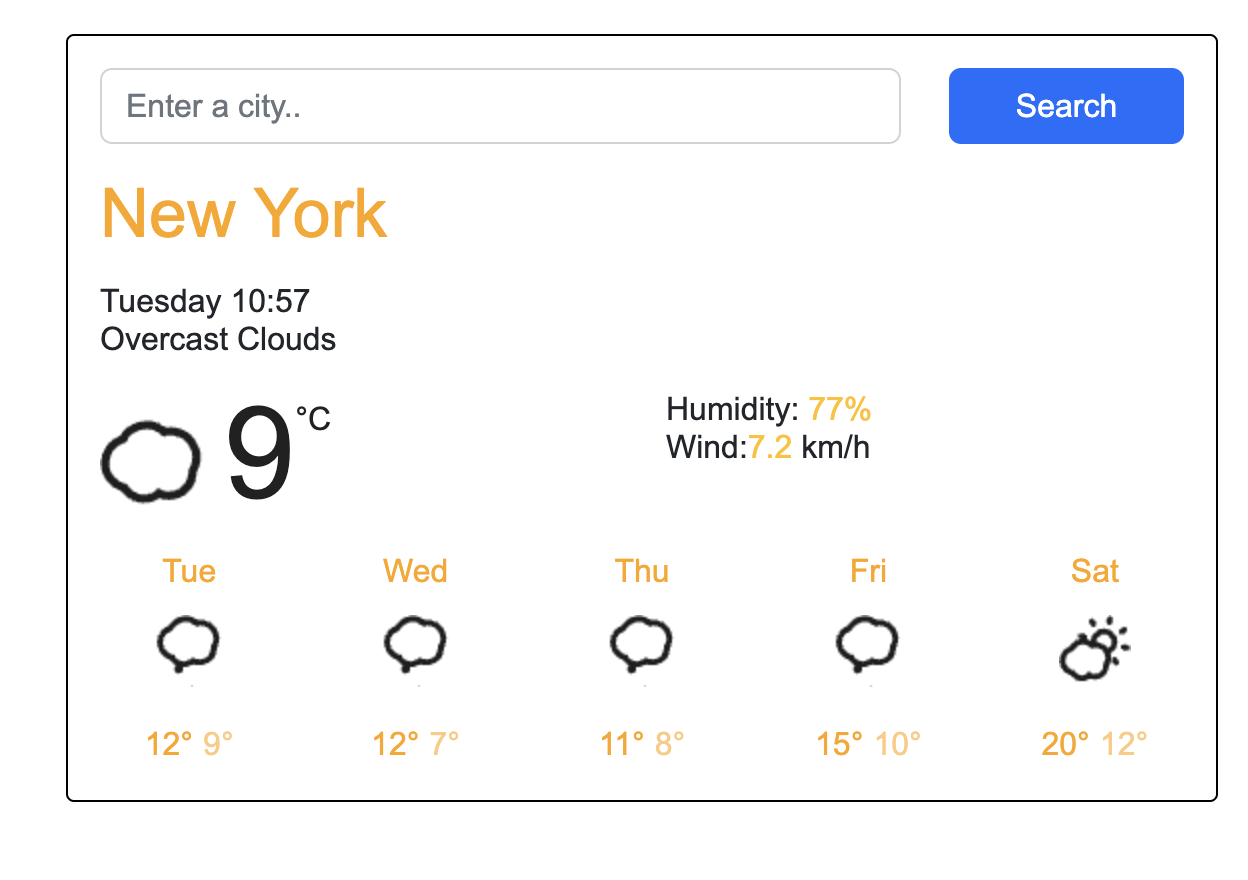 Enter a city..
Search
New York
Tuesday 10:57
Overcast Clouds
9°C
Humidity: 77%
Wind:7.2 km/h
Tue
Wed
Thu
Fri
Sat
12° 9°
12° 7°
11° 8°
15° 10°
20° 12°